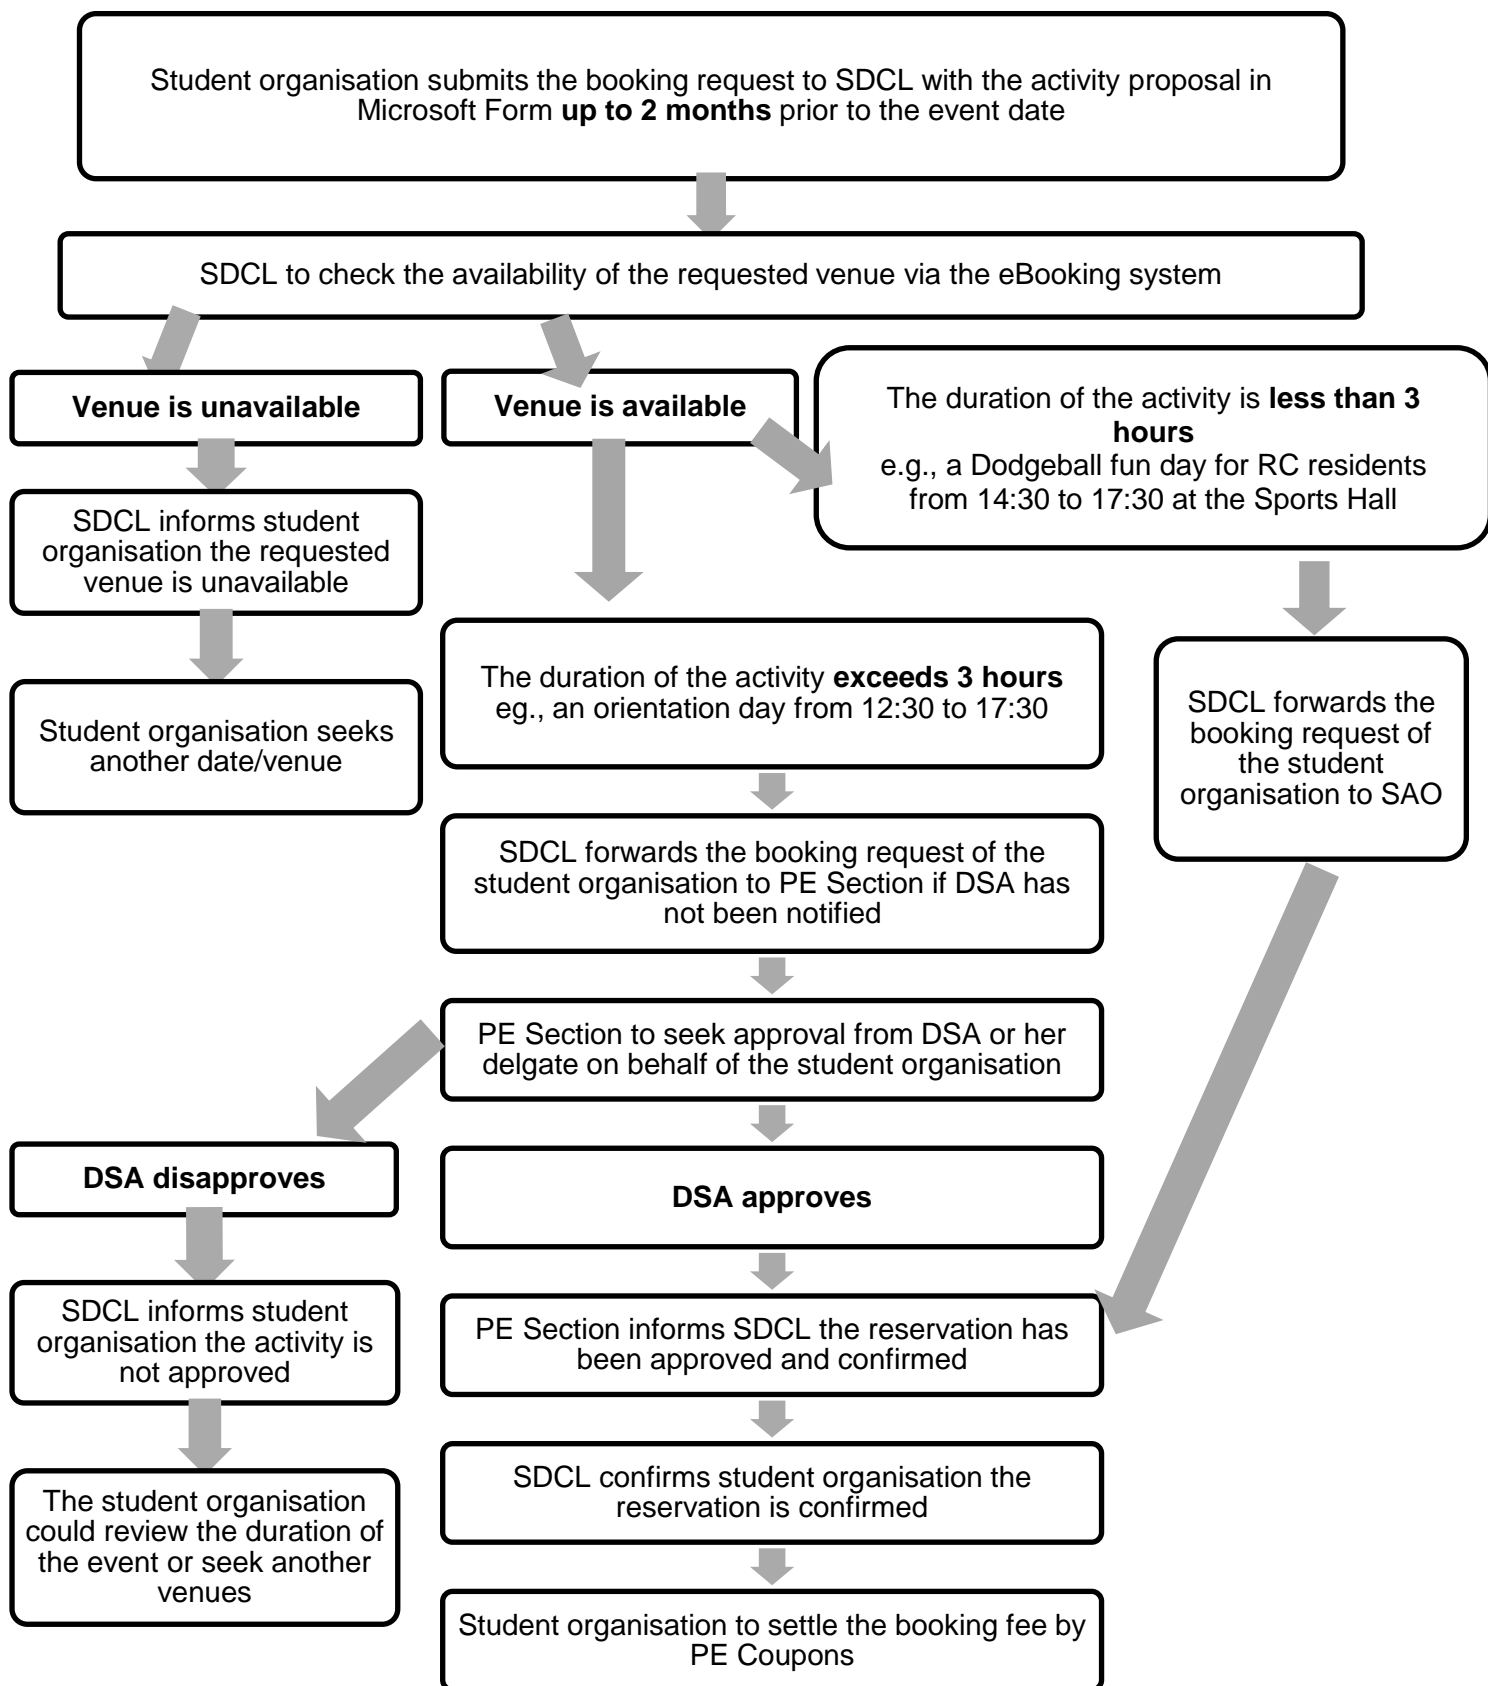 Student organisation submits the booking request to SDCL with the activity proposal in
Microsoft Form up to 2 months prior to the event date
SDCL to check the availability of the requested venue via the eBooking system
Venue is unavailable
Venue is available
The duration of the activity is less than 3
hours
e.g., a Dodgeball fun day for RC residents
from 14:30 to 17:30 at the Sports Hall
SDCL informs student
organisation the requested
venue is unavailable
Student organisation seeks
another date/venue
The duration of the activity exceeds 3 hours
eg., an orientation day from 12:30 to 17:30
SDCL forwards the
booking request of
the student
organisation to SAO
SDCL forwards the booking request of the
student organisation to PE Section if DSA has
not been notified
PE Section to seek approval from DSA or her
delgate on behalf of the student organisation
DSA disapproves
DSA approves
SDCL informs student
organisation the activity is
not approved
PE Section informs SDCL the reservation has
been approved and confirmed
The student organisation
could review the duration of
the event or seek another
venues
SDCL confirms student organisation the
reservation is confirmed
Student organisation to settle the booking fee by
PE Coupons